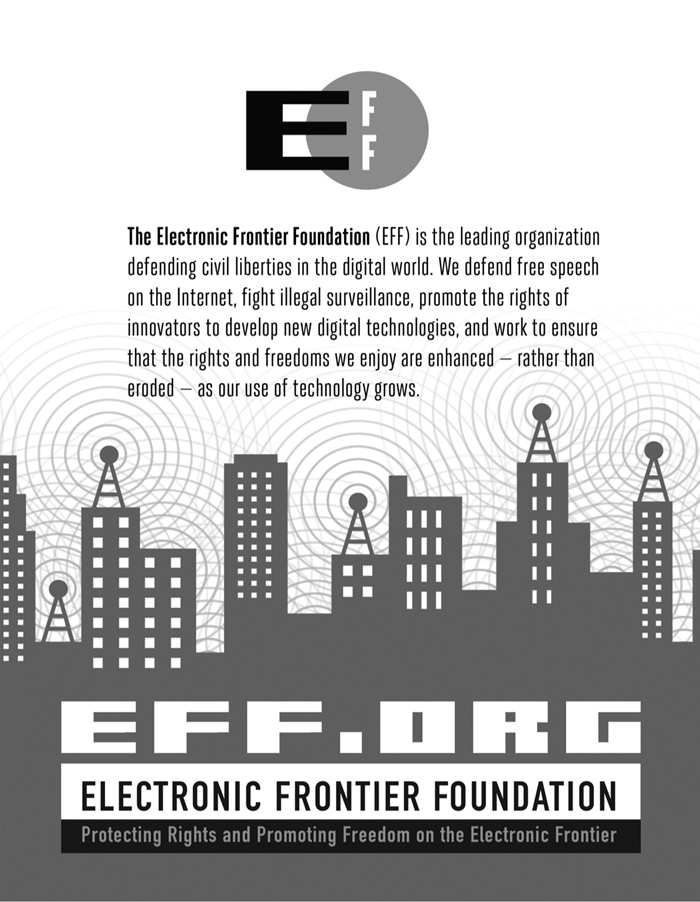 E F F
The Electronic Frontier Foundation (EFF) is the leading organization
defending civil liberties in the digital world. We defend free speech
on the Internet, fight illegal surveillance, promote the rights of
innovators to develop new digital technologies, and work to ensure
that the rights and freedoms we enjoy are enhanced — rather than
eroded — as our use of technology grows.
EFF.ORG
ELECTRONIC FRONTIER FOUNDATION
Protecting Rights and Promoting Freedom on the Electronic Frontier